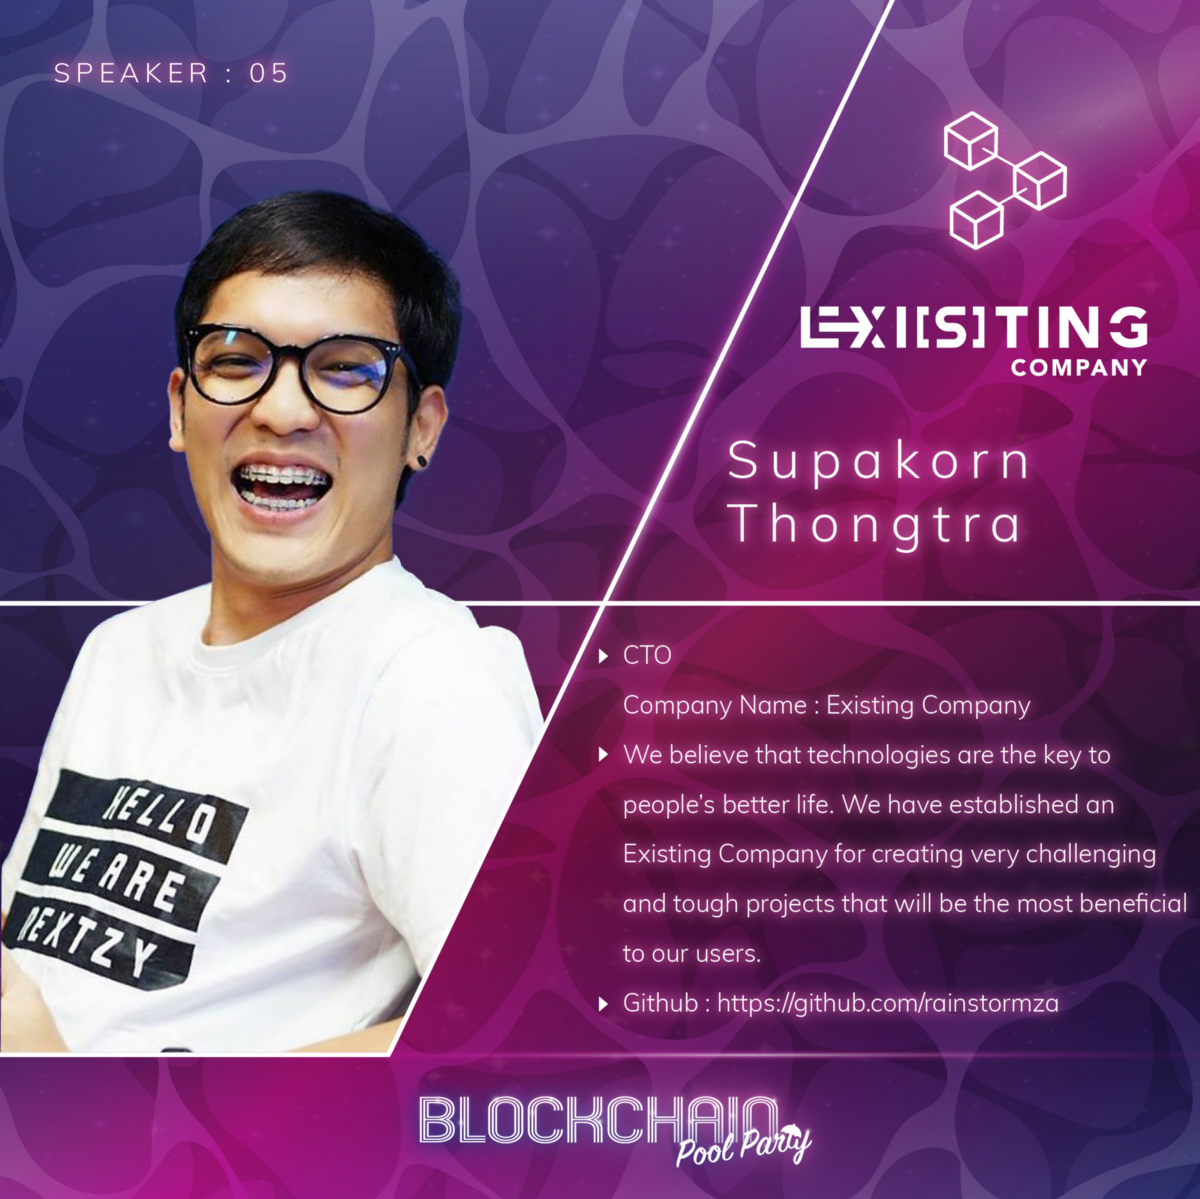 SPEAKER : 05
EXI[S]TING
COMPANY
Supakorn
Thongtra
HELLO
WE ARE
NEXTZY
CTO
Company Name : Existing Company
We believe that technologies are the key to
people's better life. We have established an
Existing Company for creating very challenging
and tough projects that will be the most beneficial
to our users.
Github : https://github.com/rainstormza
BLOCKCHAIN
Pool Party